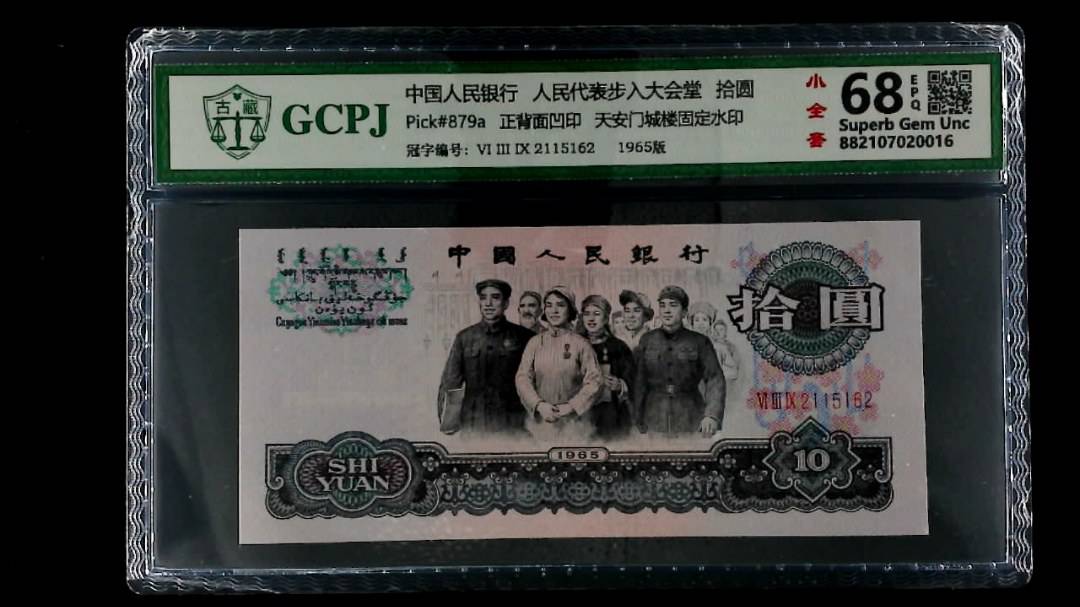 古藏
GCPJ
中国人民银行 人民代表步入大会堂 拾圆
Pick#879a 正背面凹印 天安门城楼固定水印
冠字编号: VI III IX 2115162 1965版
小全套
68 EPQ
Superb Gem Unc
882107020016
中國人民銀行
拾圓
VI III IX 2115162
1965
SHI
YUAN
10